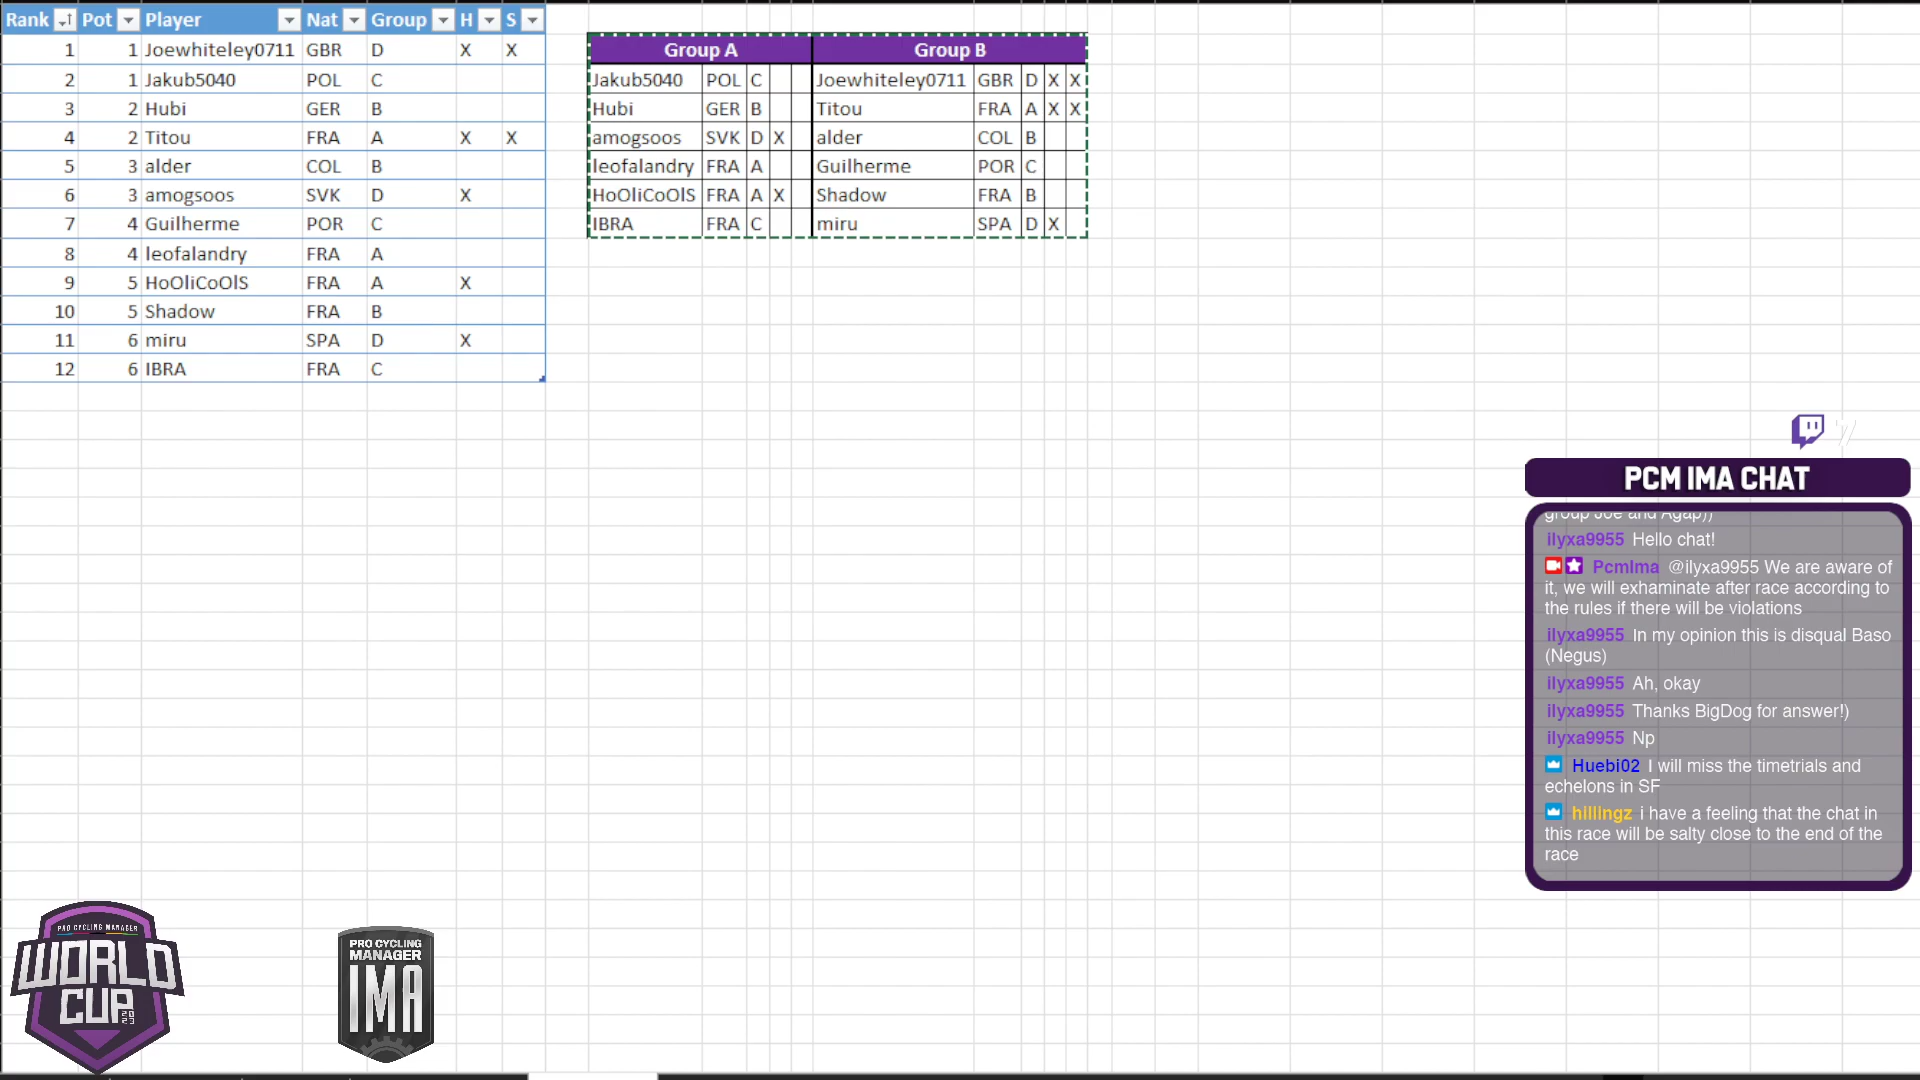 Rank Pot Player Nat Group H S
1 1 Joewhiteley0711 GBR D X X
2 1 Jakub5040 POL C
3 2 Hubi GER B
4 2 Titou FRA A X X
5 3 alder COL B
6 3 amogsoos SVK D X
7 4 Guilherme POR C
8 4 leofalandry FRA A
9 5 HoOliCoOlS FRA A X
10 5 Shadow FRA B
11 6 miru SPA D X
12 6 IBRA FRA C
Group A Group B
Jakub5040 POL C Joewhiteley0711 GBR D X X
Hubi GER B Titou FRA A X X
amogsoos SVK D X alder COL B
leofalandry FRA A Guilherme POR C
HoOliCoOlS FRA A X Shadow FRA B
IBRA FRA C miru SPA D X
7
PCM IMA CHAT
group Joe and Agap))
ilyxa9955 Hello chat!
PcmIma @ilyxa9955 We are aware of
it, we will exhaminate after race according to
the rules if there will be violations
ilyxa9955 In my opinion this is disqual Baso
(Negus)
ilyxa9955 Ah, okay
ilyxa9955 Thanks BigDog for answer!)
ilyxa9955 Np
Huebi02 I will miss the timetrials and
echelons in SF
hillingz i have a feeling that the chat in
this race will be salty close to the end of the
race
PRO CYCLING MANAGER
WORLD
CUP
2023
PRO CYCLING
MANAGER
IMA